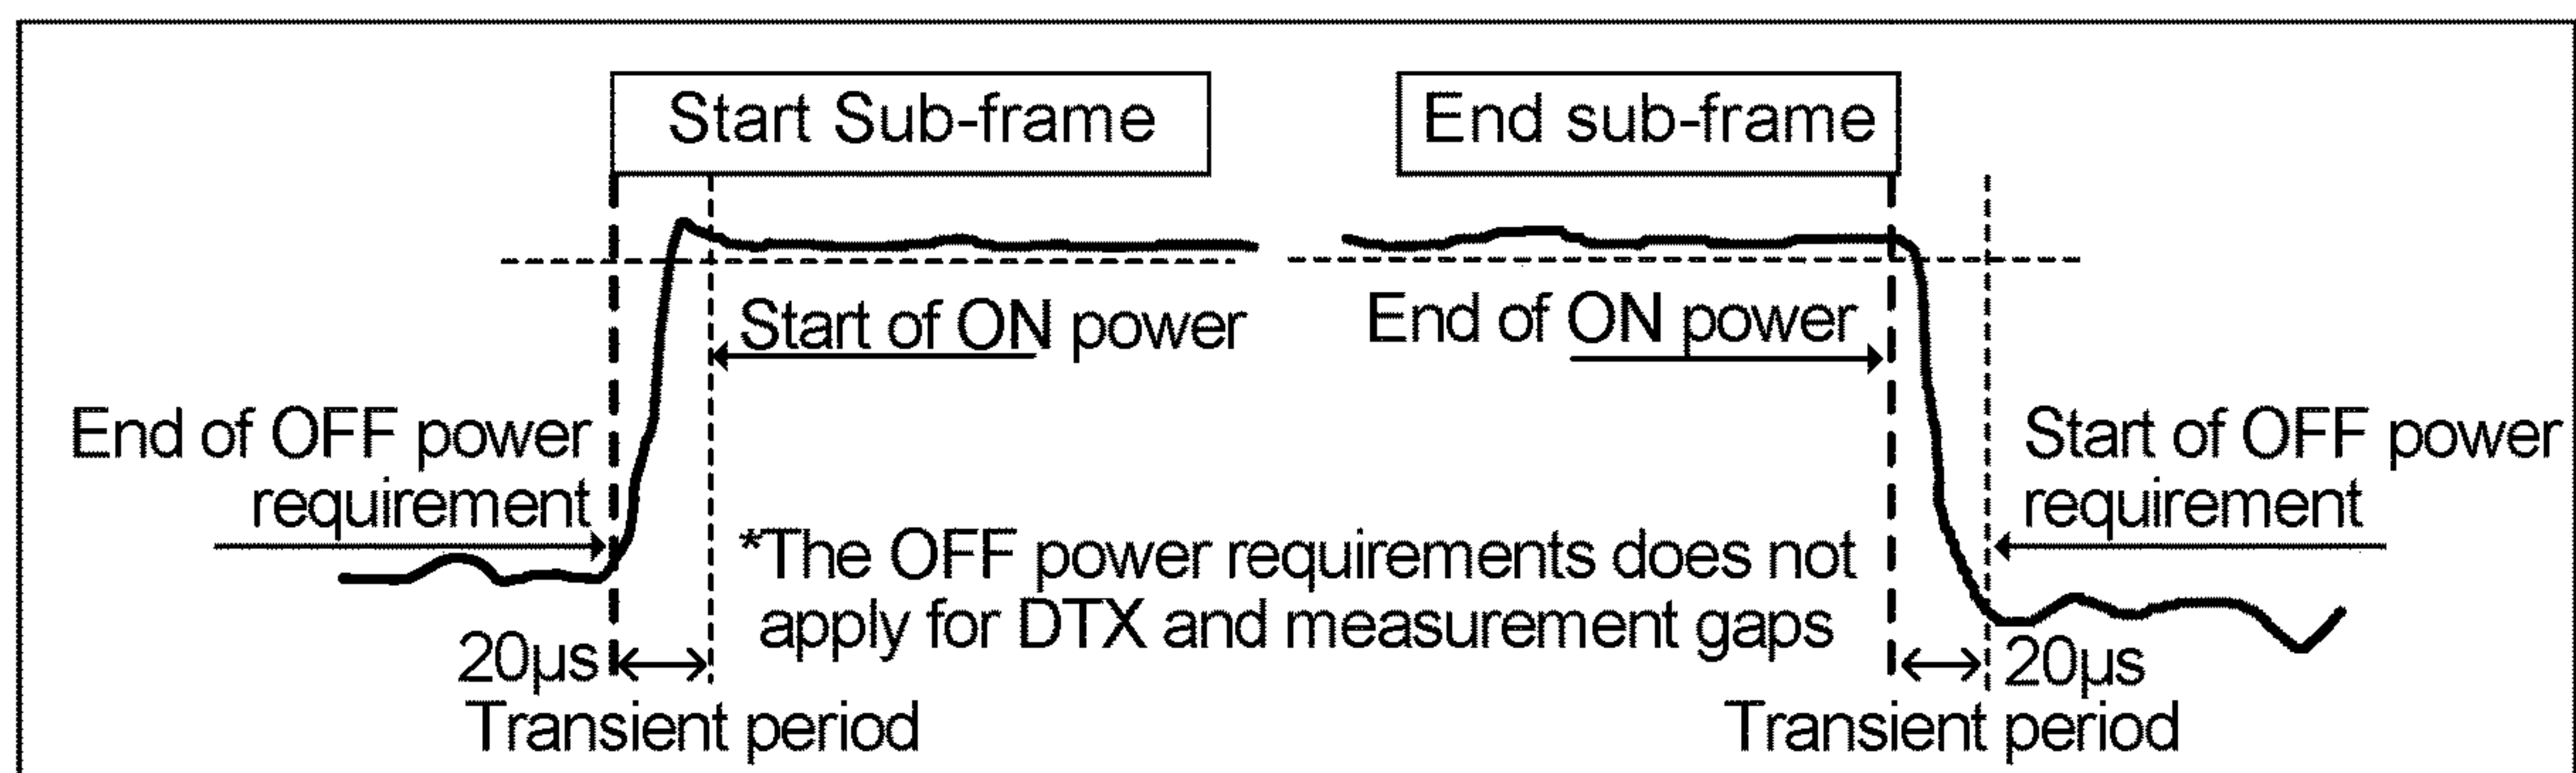 Start Sub-frame
End sub-frame
Start of ON power
End of ON power
End of OFF power
requirement
Start of OFF power
requirement
*The OFF power requirements does not
apply for DTX and measurement gaps
20µs
Transient period
20µs
Transient period